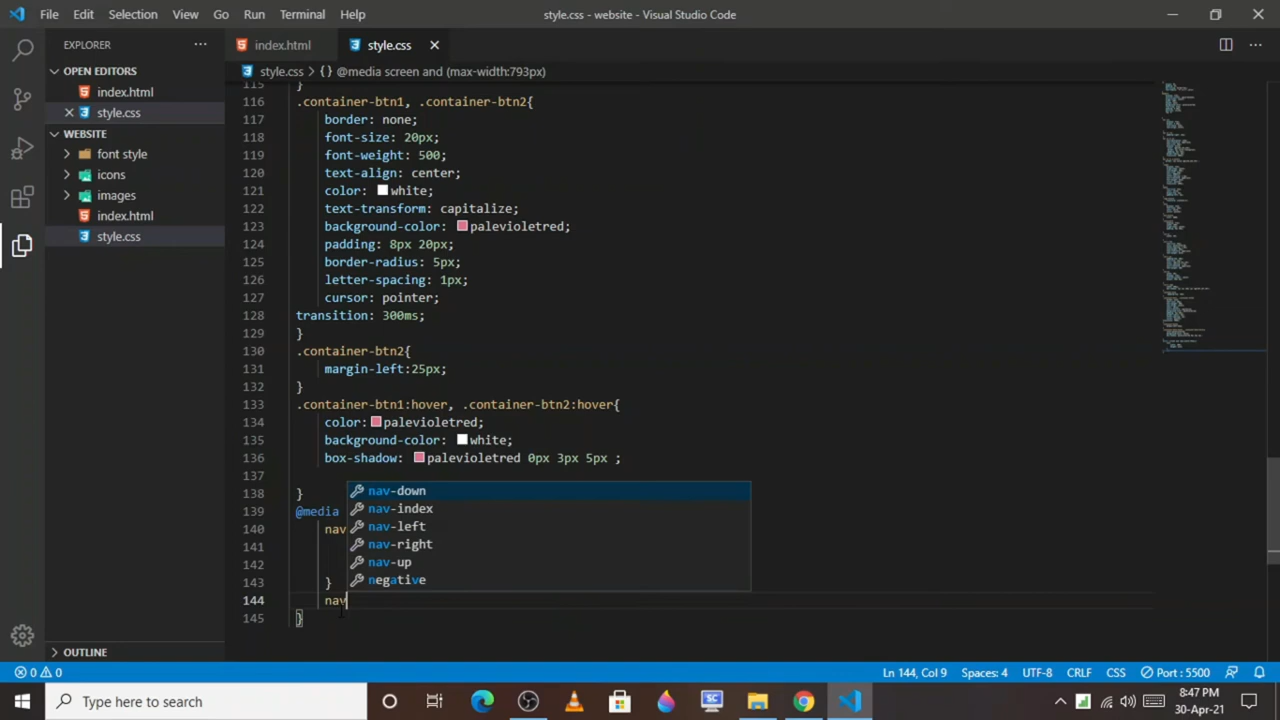 File Edit Selection View Go Run Terminal Help
style.css - website - Visual Studio Code
EXPLORER
OPEN EDITORS
index.html
style.css
WEBSITE
font style
icons
images
index.html
style.css
OUTLINE
index.html style.css
style.css > {} @media screen and (max-width:793px)
115 }
116 .container-btn1, .container-btn2{
117 border: none;
118 font-size: 20px;
119 font-weight: 500;
120 text-align: center;
121 color: white;
122 text-transform: capitalize;
123 background-color: palevioletred;
124 padding: 8px 20px;
125 border-radius: 5px;
126 letter-spacing: 1px;
127 cursor: pointer;
128 transition: 300ms;
129 }
130 .container-btn2{
131 margin-left:25px;
132 }
133 .container-btn1:hover, .container-btn2:hover{
134 color: palevioletred;
135 background-color: white;
136 box-shadow: palevioletred 0px 3px 5px ;
137
138 }
139 @media
140 nav
141
142
143 }
144 nav
145 }
nav-down
nav-index
nav-left
nav-right
nav-up
negative
0 0
Ln 144, Col 9 Spaces: 4 UTF-8 CRLF CSS Port : 5500
Type here to search
SC
8:47 PM
30-Apr-21